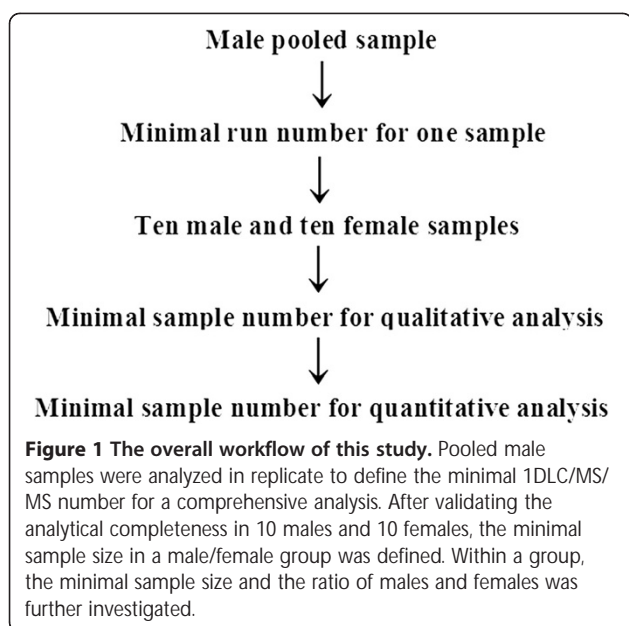 Male pooled sample
Minimal run number for one sample
Ten male and ten female samples
Minimal sample number for qualitative analysis
Minimal sample number for quantitative analysis
Figure 1 The overall workflow of this study. Pooled male
samples were analyzed in replicate to define the minimal 1DLC/MS/
MS number for a comprehensive analysis. After validating the
analytical completeness in 10 males and 10 females, the minimal
sample size in a male/female group was defined. Within a group,
the minimal sample size and the ratio of males and females was
further investigated.